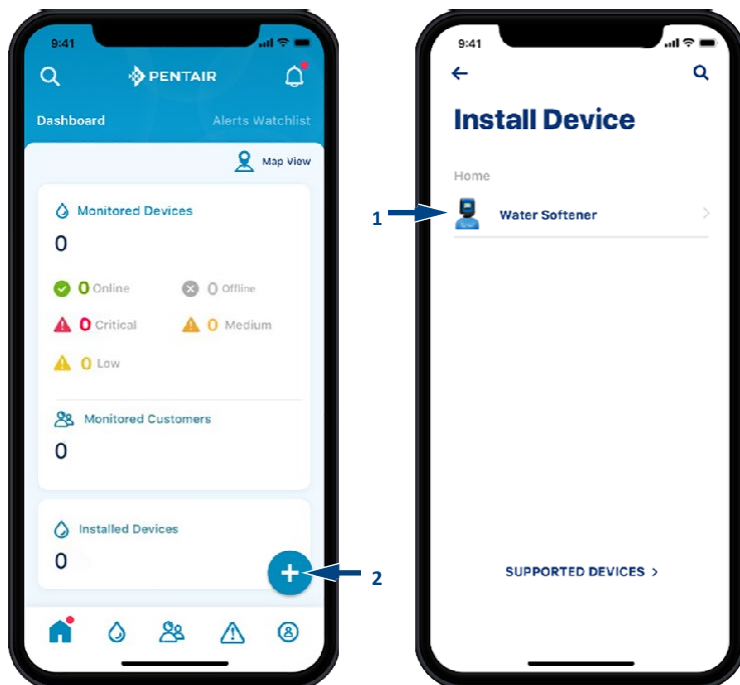 9:41
PENTAIR
Dashboard Alerts Watchlist
Map View
Monitored Devices
0
0 Online 0 Offline
0 Critical 0 Medium
0 Low
Monitored Customers
0
Installed Devices
0
+
2
9:41
Install Device
Home
1
Water Softener
SUPPORTED DEVICES >